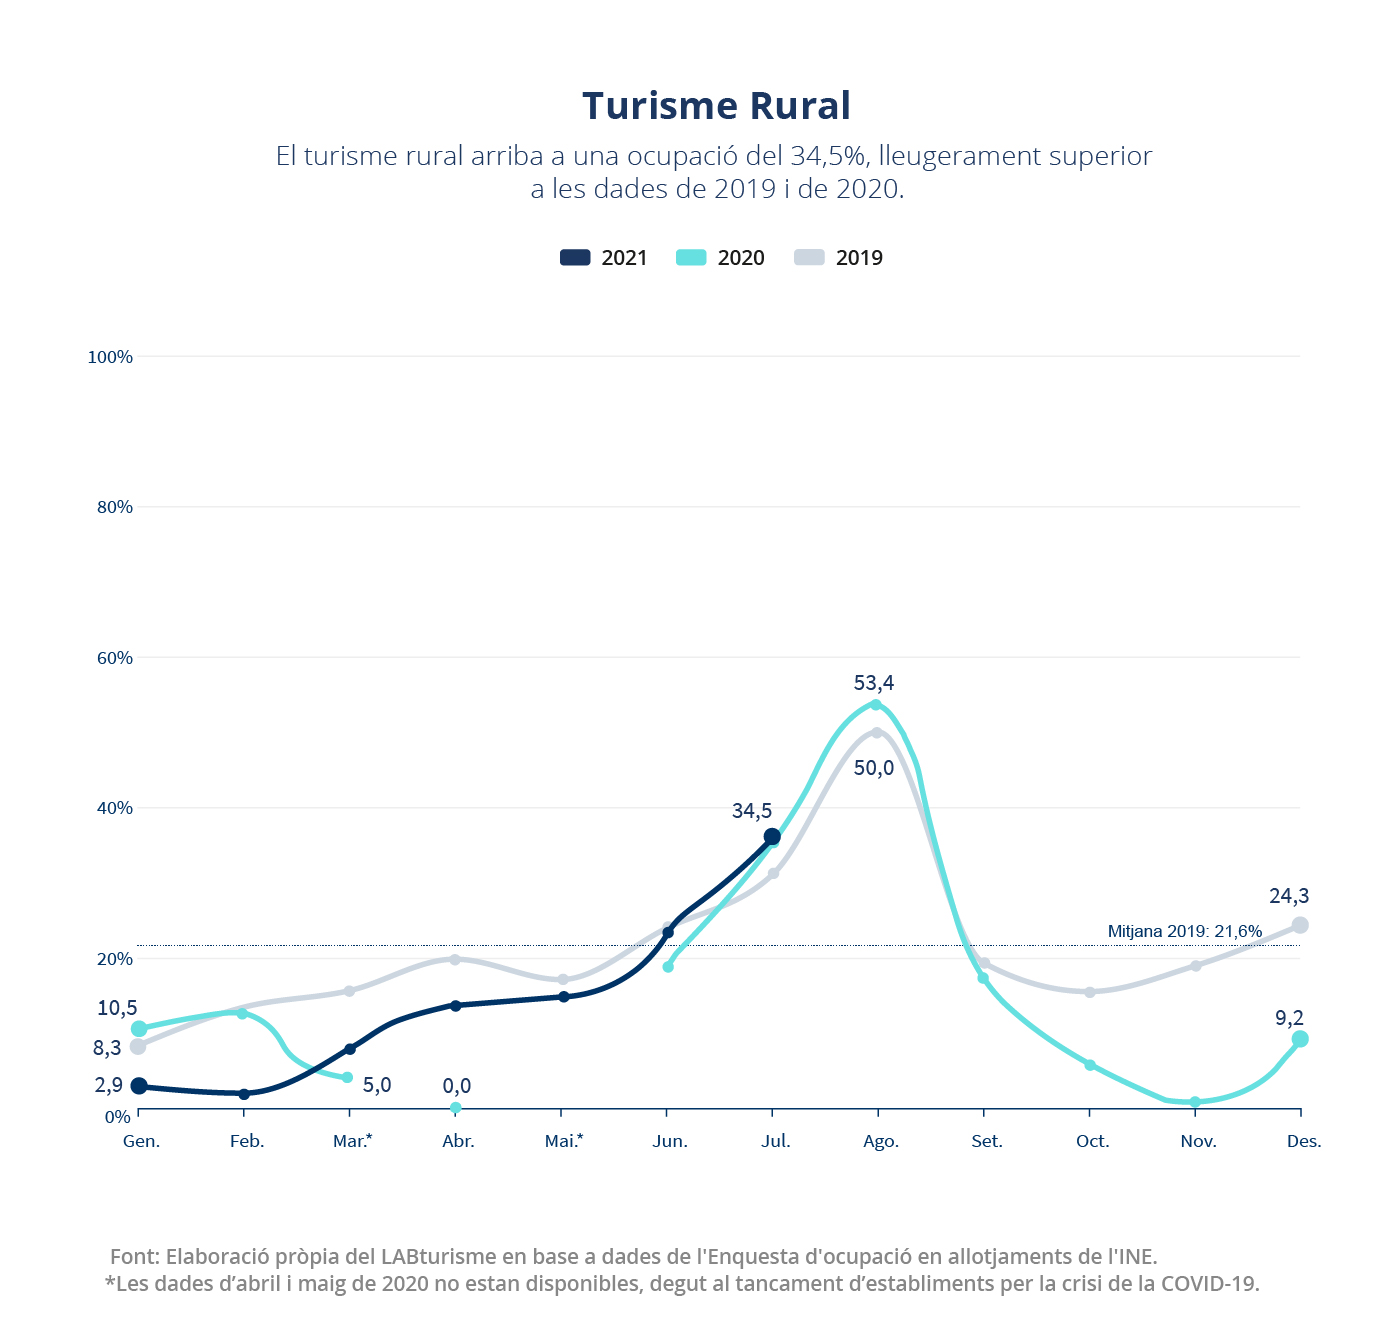 Turisme Rural
El turisme rural arriba a una ocupació del 34,5%, lleugerament superior
a les dades de 2019 i de 2020.
2021 2020 2019
100%
80%
60%
53,4
50,0
40%
34,5
24,3
Mitjana 2019: 21,6%
20%
10,5
9,2
8,3
2,9
5,0
0,0
0%
Gen. Feb. Mar.* Abr. Mai.* Jun. Jul. Ago. Set. Oct. Nov. Des.
Font: Elaboració pròpia del LABturisme en base a dades de l'Enquesta d'ocupació en allotjaments de l'INE.
*Les dades d’abril i maig de 2020 no estan disponibles, degut al tancament d’establiments per la crisi de la COVID-19.